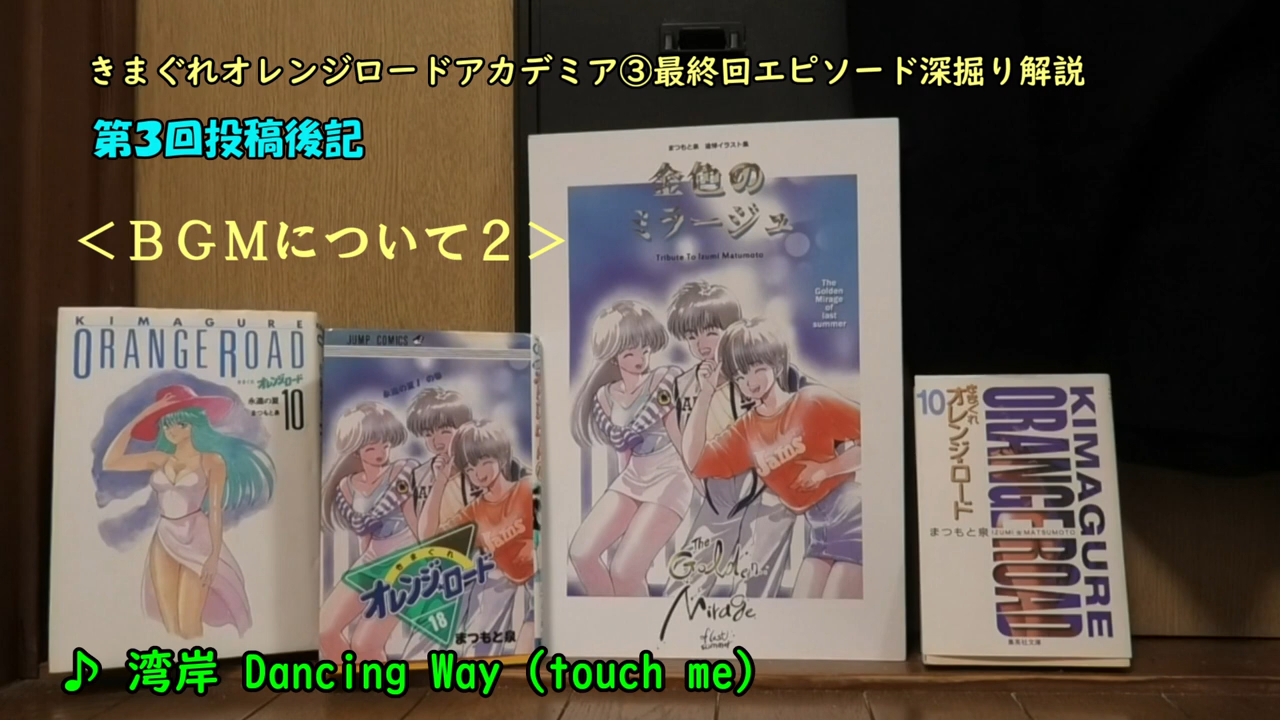 きまぐれオレンジロードアカデミア③最終回エピソード深掘り解説
第3回投稿後記
＜ＢＧＭについて２＞
KIMAGURE
ORANGE ROAD
オレンジ★ロード
永遠の夏
まつもと泉
10
JUMP COMICS
きまぐれ
オレンジ★ロード
18
まつもと泉
まつもと泉 追悼イラスト集
金色の
ミラージュ
Tribute To Izumi Matumoto
The
Golden
Mirage
of
last
summer
Jams
The
Golden
Mirage
of last
summer
10
きまぐれ
オレンジ★ロード
KIMAGURE
ORANGE ROAD
まつもと泉 IZUMI MATSUMOTO
集英社文庫
♪ 湾岸 Dancing Way (touch me)